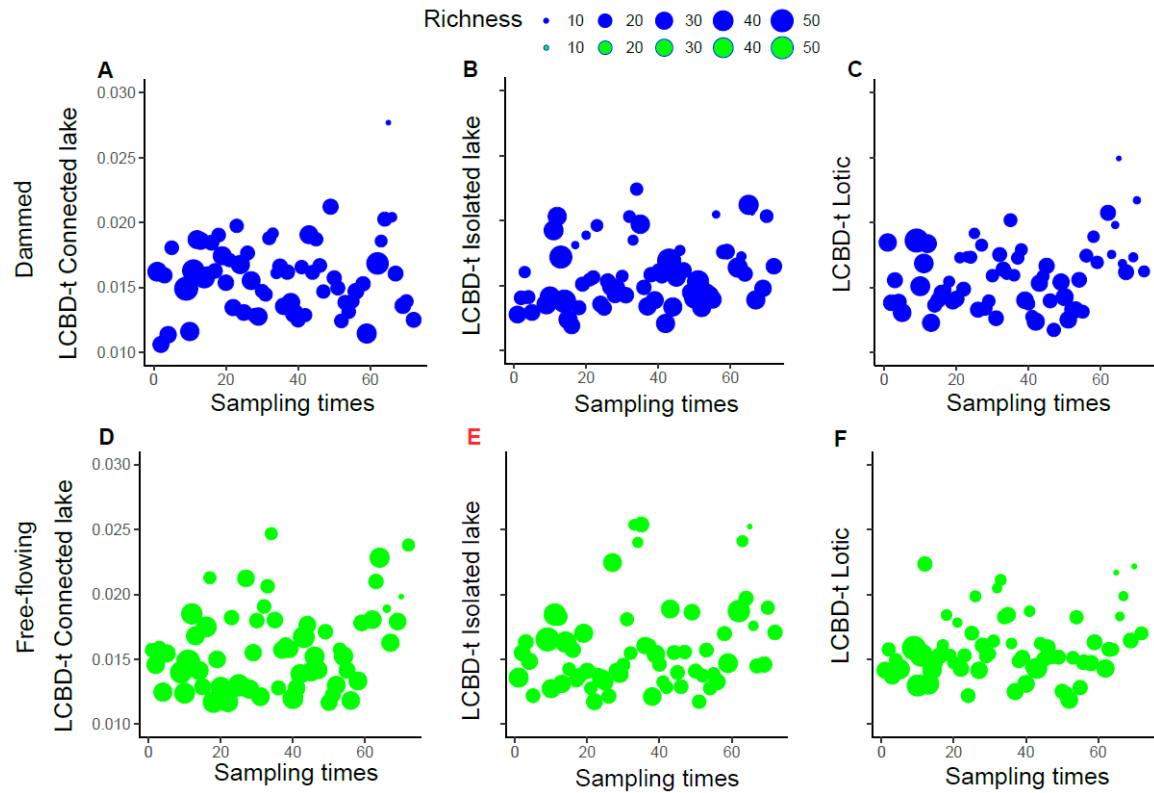 Richness 10 20 30 40 50
10 20 30 40 50
A B C
Dammed
LCBD-t Connected lake
0.030
0.025
0.020
0.015
0.010
0 20 40 60
Sampling times
LCBD-t Isolated lake
0 20 40 60
Sampling times
LCBD-t Lotic
0 20 40 60
Sampling times
D E F
Free-flowing
LCBD-t Connected lake
0.030
0.025
0.020
0.015
0.010
0 20 40 60
Sampling times
LCBD-t Isolated lake
0 20 40 60
Sampling times
LCBD-t Lotic
0 20 40 60
Sampling times